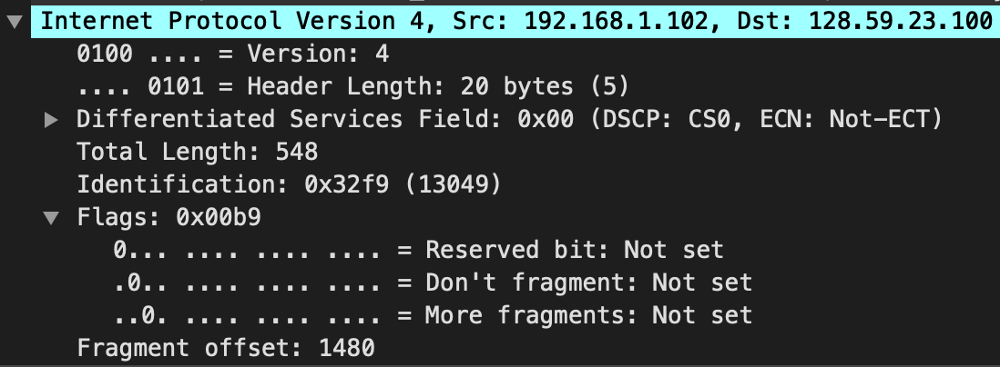 Internet Protocol Version 4, Src: 192.168.1.102, Dst: 128.59.23.100
0100 .... = Version: 4
.... 0101 = Header Length: 20 bytes (5)
Differentiated Services Field: 0x00 (DSCP: CS0, ECN: Not-ECT)
Total Length: 548
Identification: 0x32f9 (13049)
Flags: 0x00b9
0... .... .... .... = Reserved bit: Not set
.0.. .... .... .... = Don't fragment: Not set
..0. .... .... .... = More fragments: Not set
Fragment offset: 1480